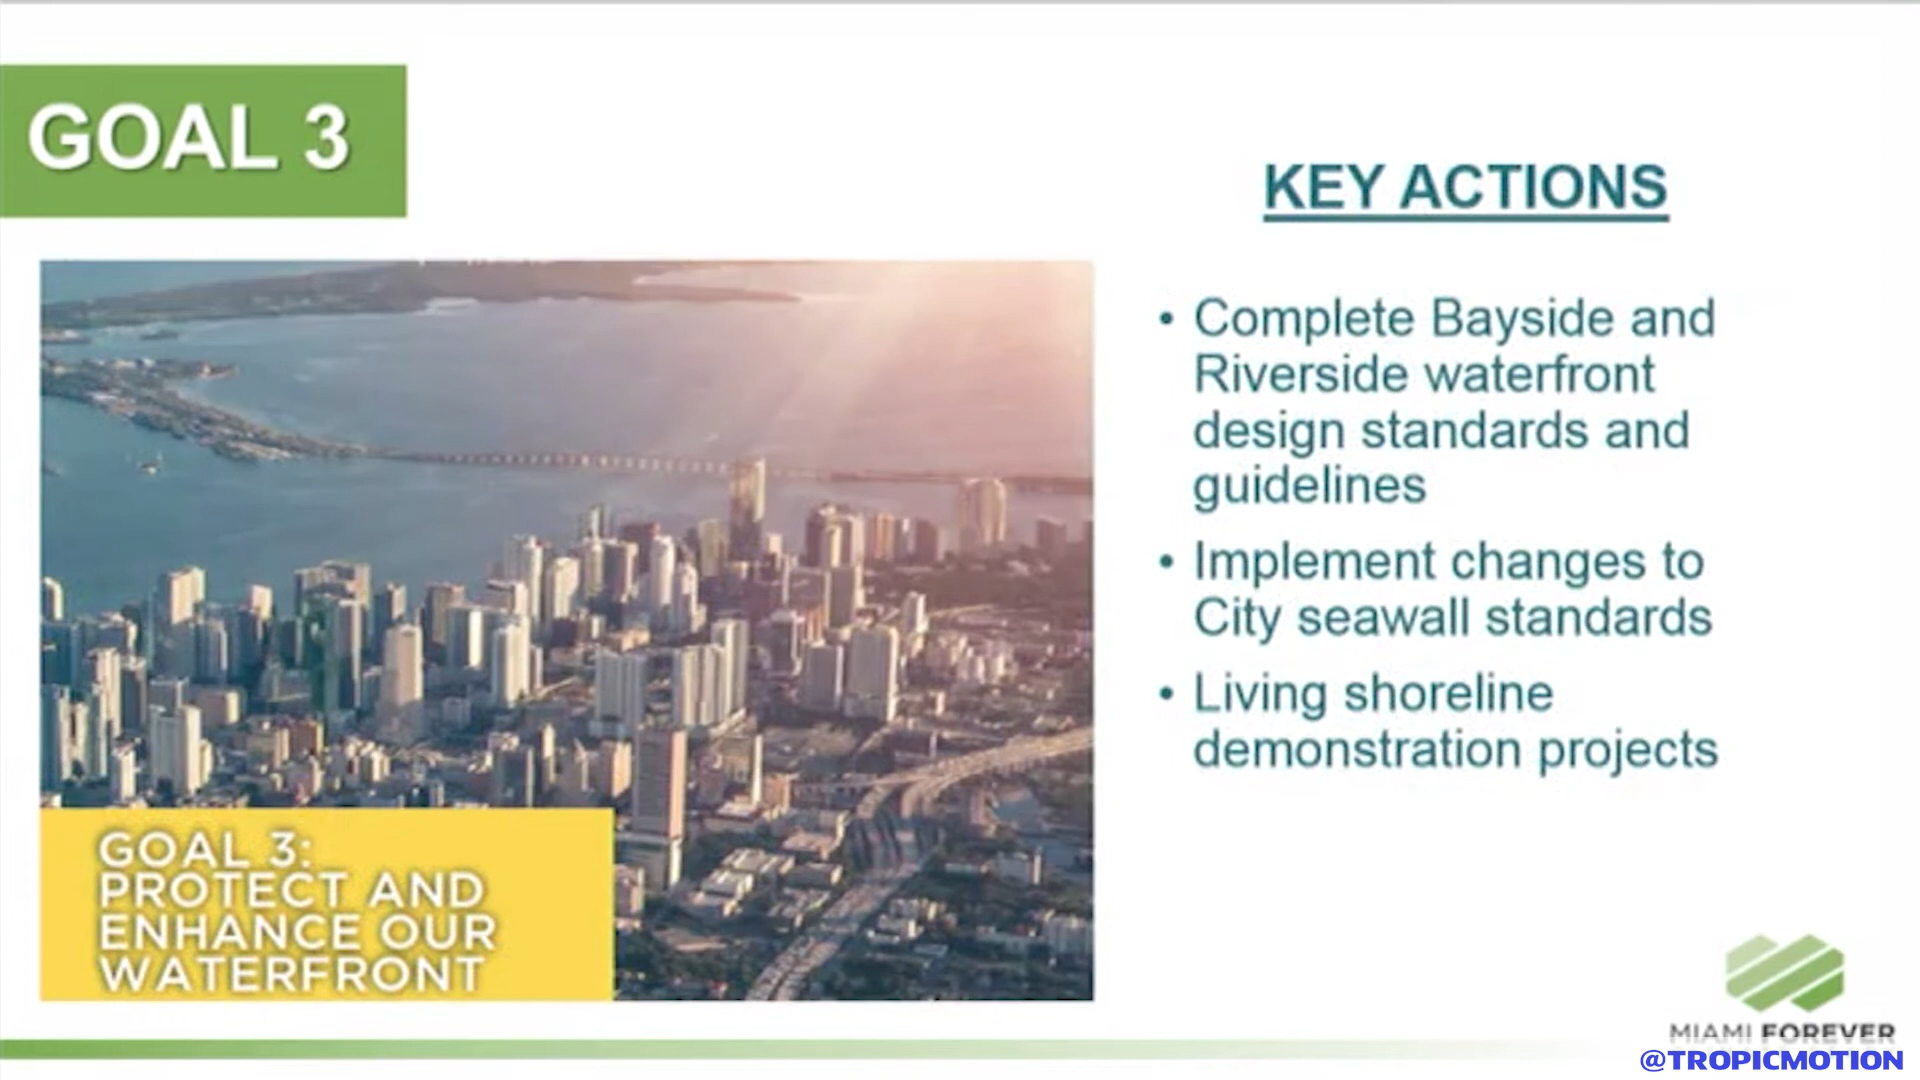 GOAL 3
KEY ACTIONS
• Complete Bayside and
Riverside waterfront
design standards and
guidelines
• Implement changes to
City seawall standards
• Living shoreline
demonstration projects
GOAL 3:
PROTECT AND
ENHANCE OUR
WATERFRONT
MIAMI FOREVER
@TROPICMOTION